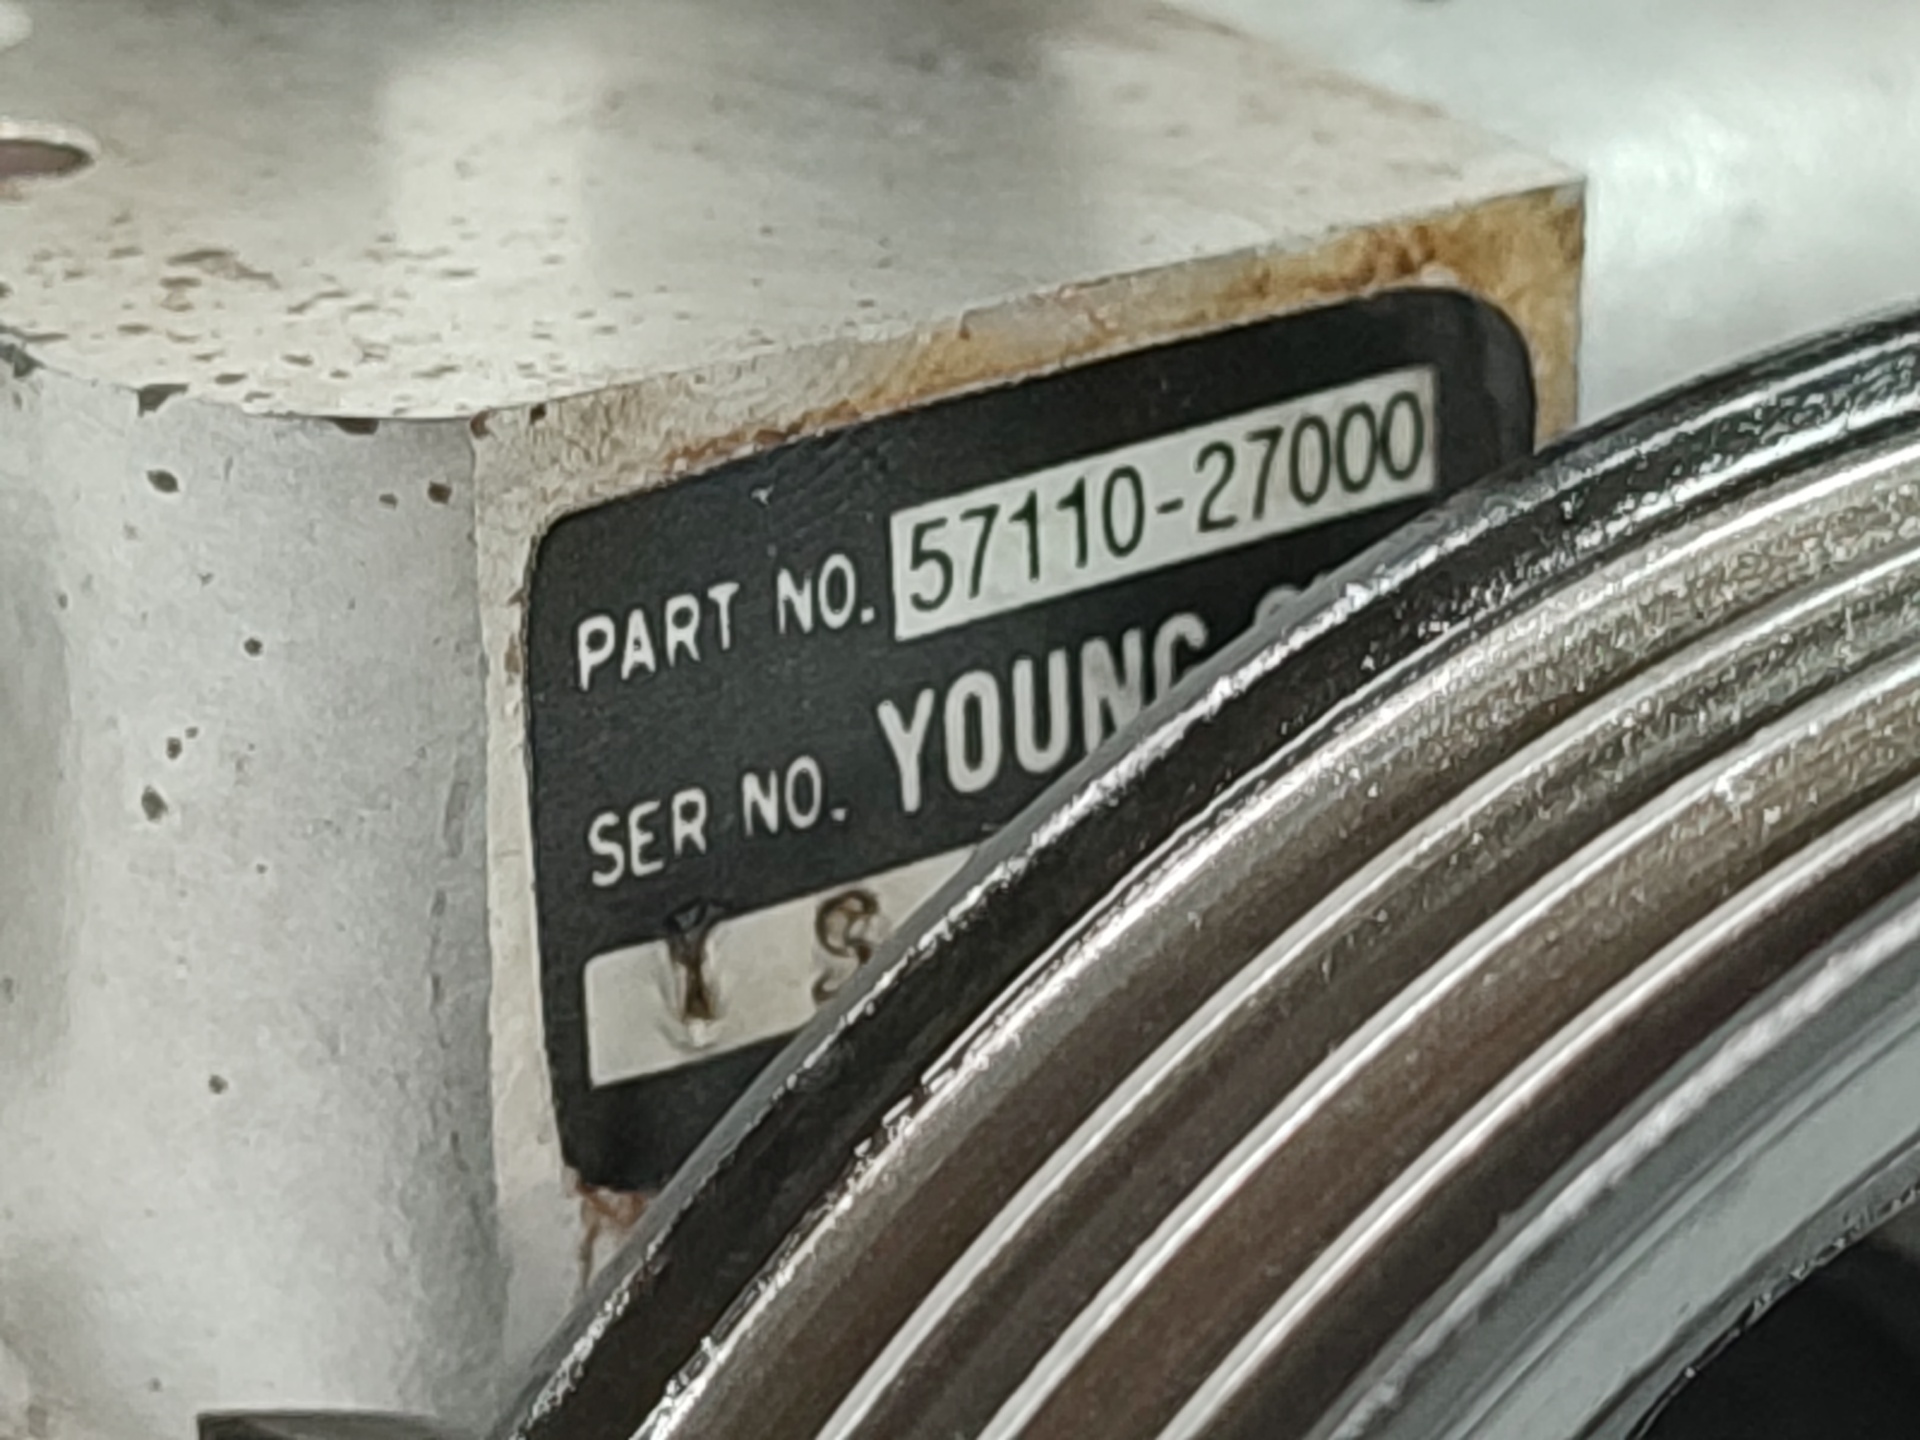 PART NO. 57110-27000
SER NO. YOUNG
Y S